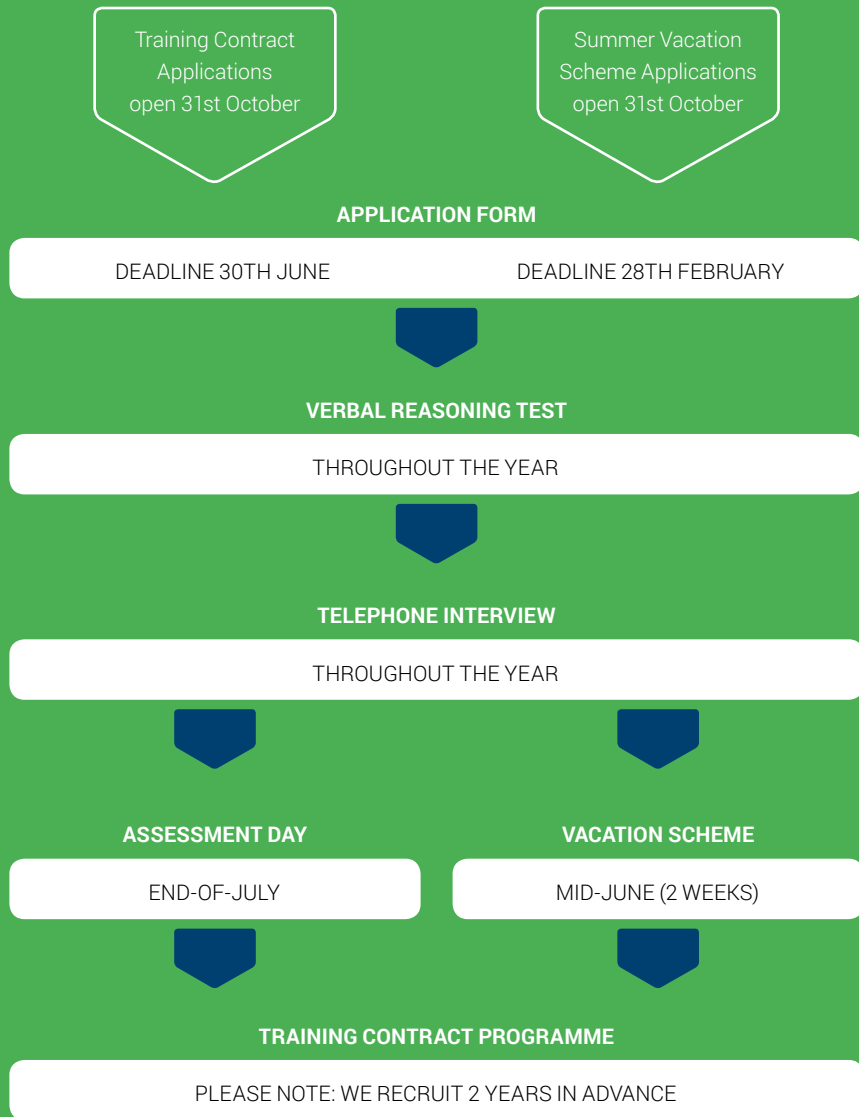 Training Contract
Applications
open 31st October
Summer Vacation
Scheme Applications
open 31st October
APPLICATION FORM
DEADLINE 30TH JUNE
DEADLINE 28TH FEBRUARY
VERBAL REASONING TEST
THROUGHOUT THE YEAR
TELEPHONE INTERVIEW
THROUGHOUT THE YEAR
ASSESSMENT DAY
END-OF-JULY
VACATION SCHEME
MID-JUNE (2 WEEKS)
TRAINING CONTRACT PROGRAMME
PLEASE NOTE: WE RECRUIT 2 YEARS IN ADVANCE